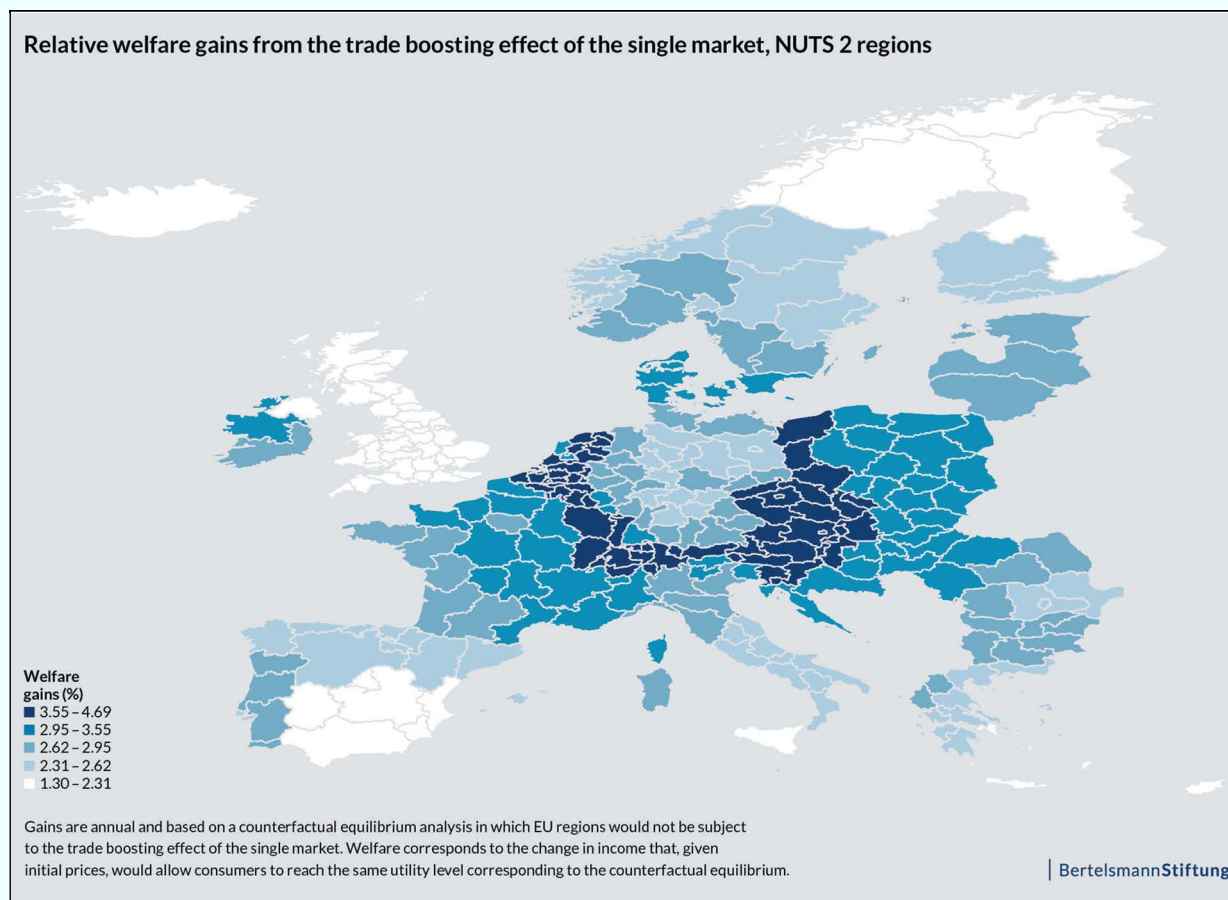 Relative welfare gains from the trade boosting effect of the single market, NUTS 2 regions
Welfare
gains (%)
3.55 – 4.69
2.95 – 3.55
2.62 – 2.95
2.31 – 2.62
1.30 – 2.31
Gains are annual and based on a counterfactual equilibrium analysis in which EU regions would not be subject
to the trade boosting effect of the single market. Welfare corresponds to the change in income that, given
initial prices, would allow consumers to reach the same utility level corresponding to the counterfactual equilibrium.
BertelsmannStiftung